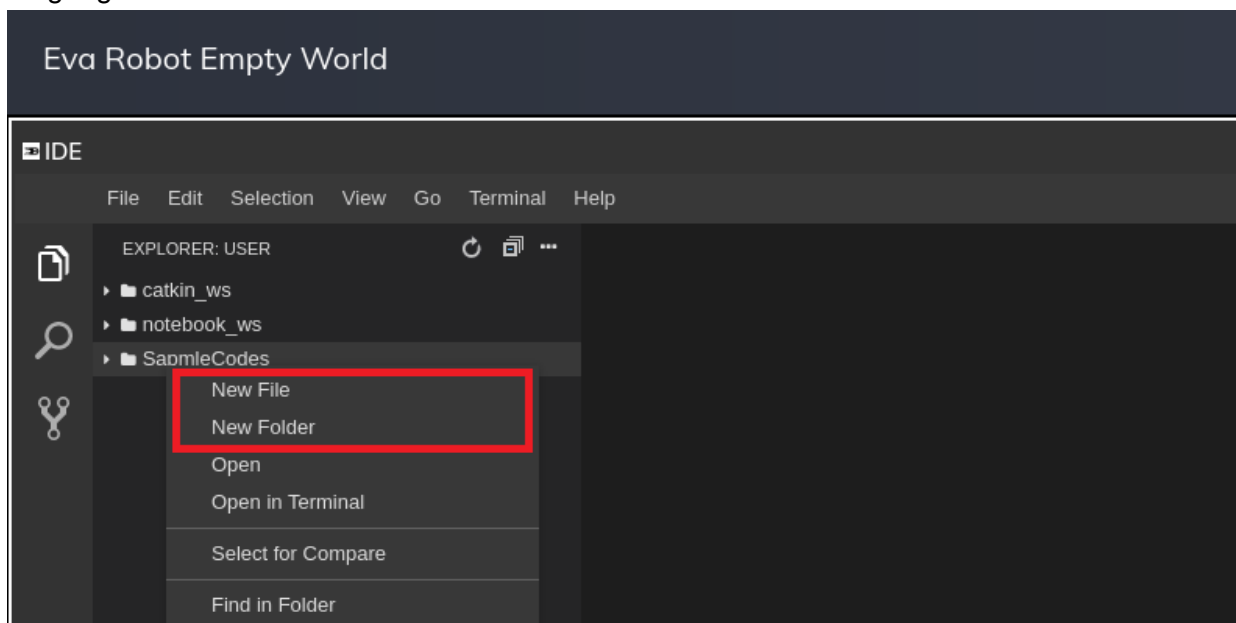 Eva Robot Empty World
IDE
File Edit Selection View Go Terminal Help
EXPLORER: USER
catkin_ws
notebook_ws
SapmleCodes
New File
New Folder
Open
Open in Terminal
Select for Compare
Find in Folder